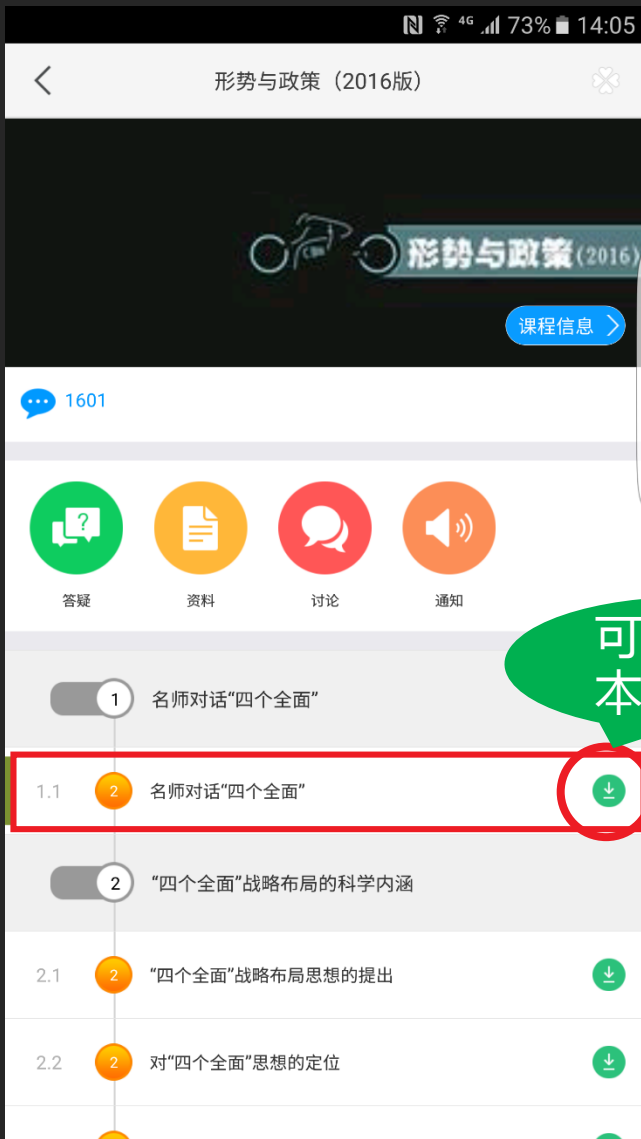 4G 73% 14:05
形势与政策（2016版）
形势与政策(2016)
课程信息
1601
答疑 资料 讨论 通知
可
本
1 名师对话“四个全面”
1.1 2 名师对话“四个全面”
2 “四个全面”战略布局的科学内涵
2.1 2 “四个全面”战略布局思想的提出
2.2 2 对“四个全面”思想的定位